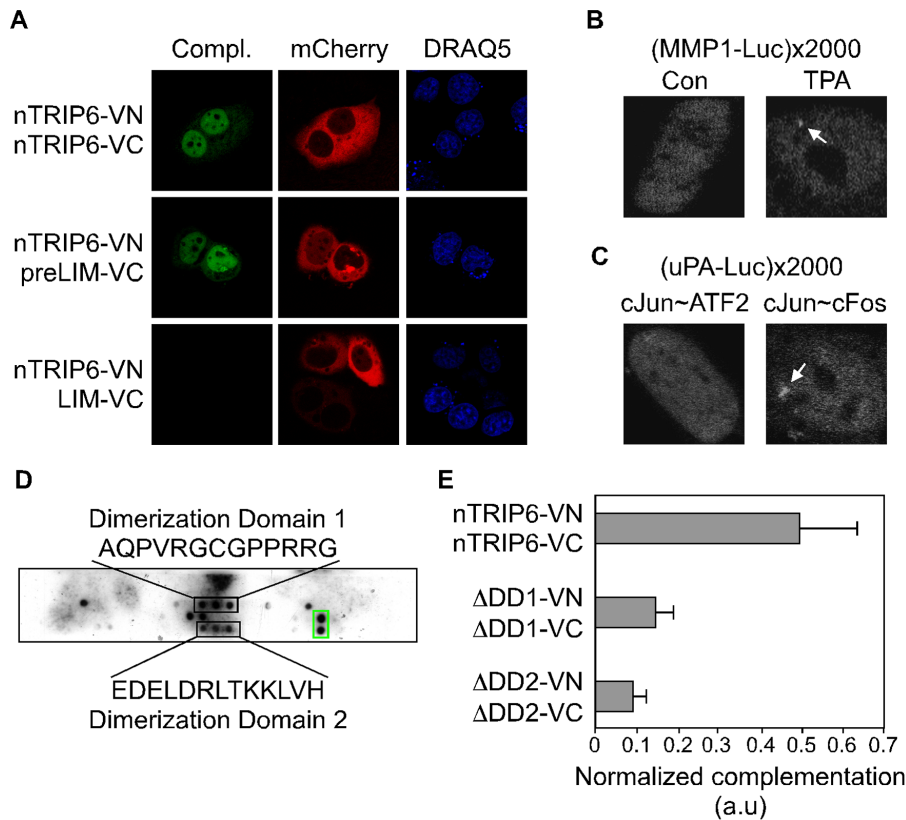 A
Compl. mCherry DRAQ5
nTRIP6-VN
nTRIP6-VC
nTRIP6-VN
preLIM-VC
nTRIP6-VN
LIM-VC
B
(MMP1-Luc)x2000
Con TPA
C
(uPA-Luc)x2000
cJun~ATF2 cJun~cFos
D
Dimerization Domain 1
AQPVRGCGPPRRG
EDELDRLTKKLVH
Dimerization Domain 2
E
nTRIP6-VN
nTRIP6-VC
ΔDD1-VN
ΔDD1-VC
ΔDD2-VN
ΔDD2-VC
0 0.1 0.2 0.3 0.4 0.5 0.6 0.7
Normalized complementation
(a.u)